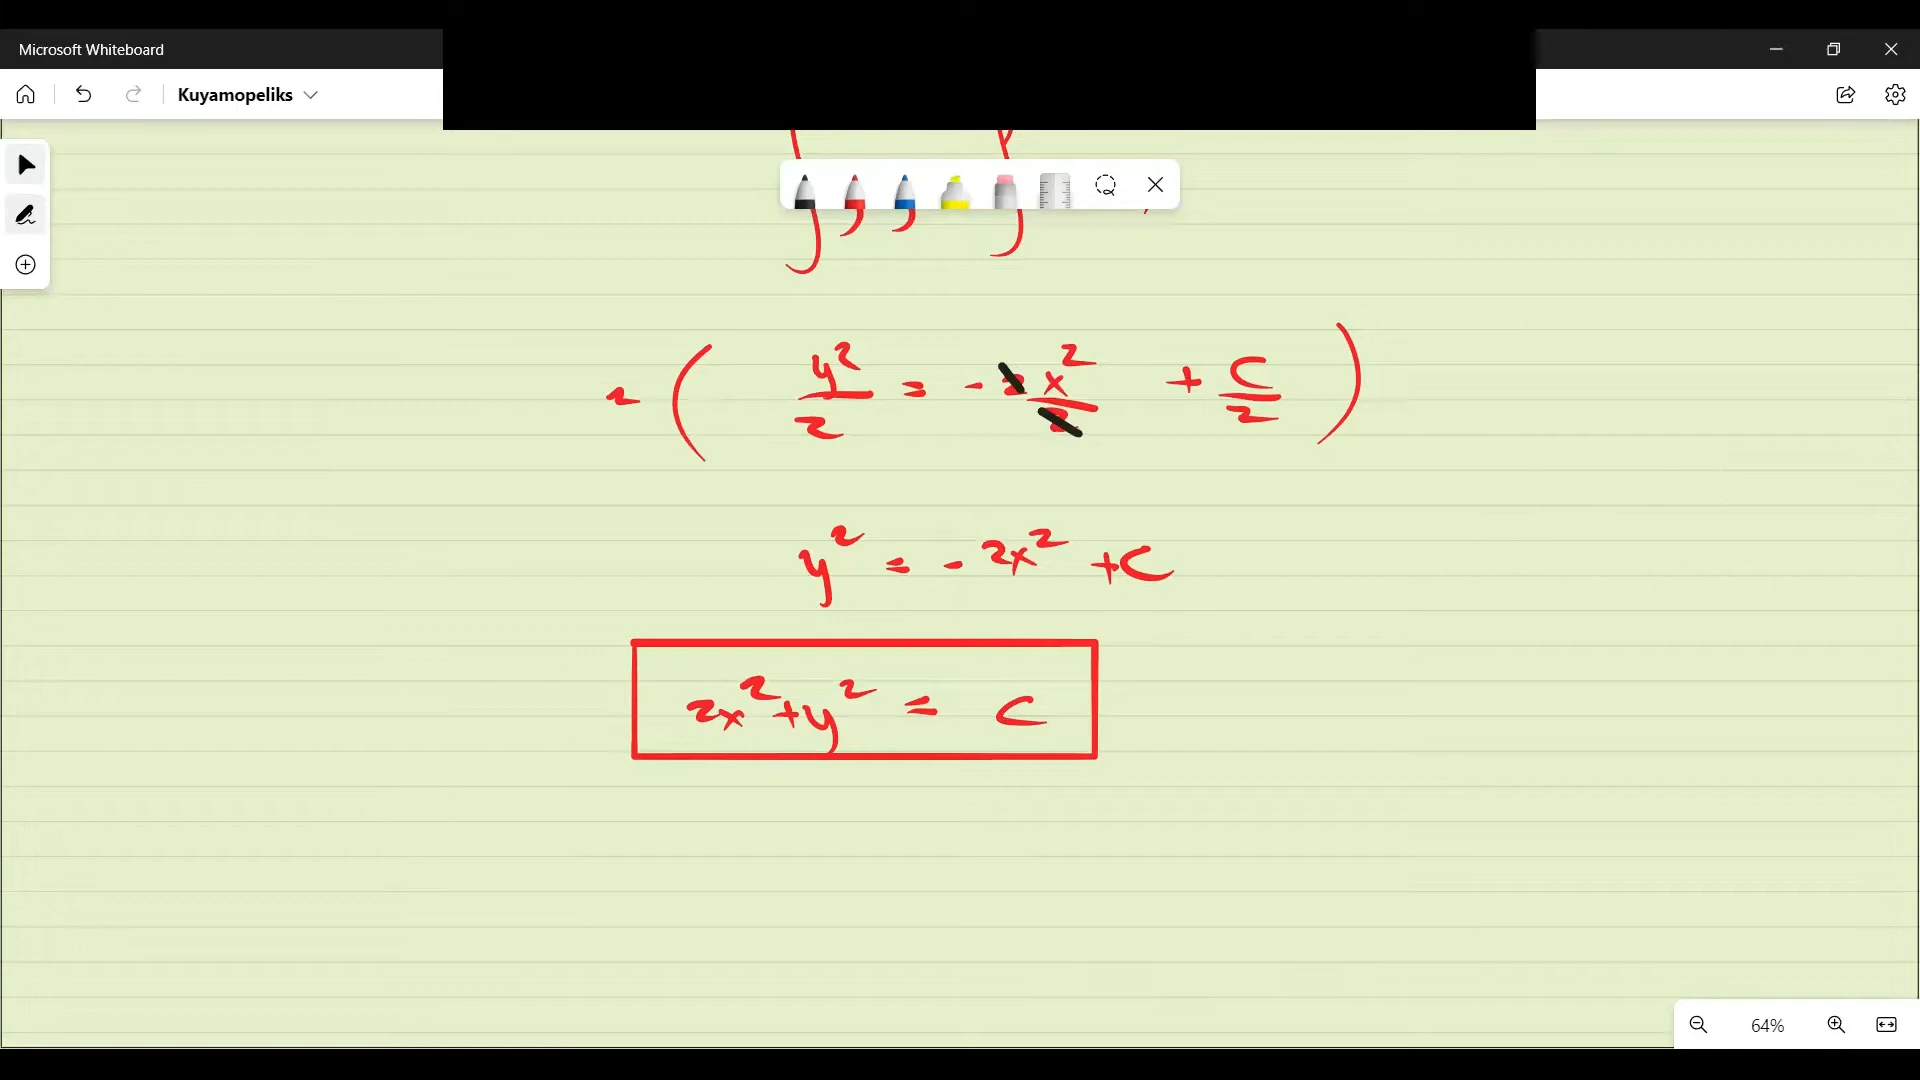 Microsoft Whiteboard
Kuyamopeliks
2 ( y²/2 = - 2x²/2 + C/2 )
y² = - 2x² + C
2x² + y² = C
64%